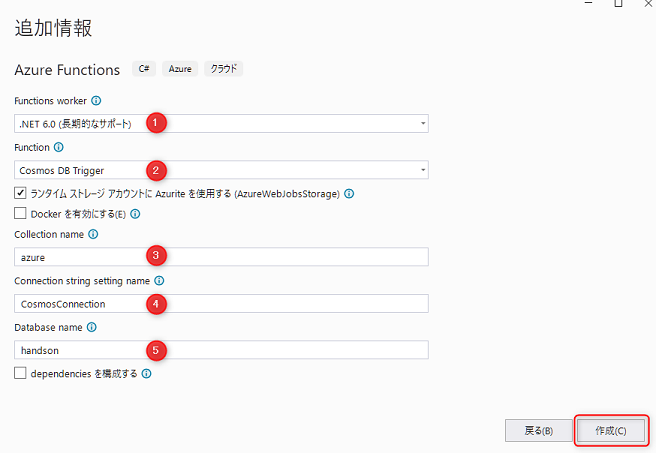 追加情報
Azure Functions C# Azure クラウド
Functions worker
.NET 6.0 (長期的なサポート) 1
Function
Cosmos DB Trigger 2
ランタイム ストレージ アカウントに Azurite を使用する (AzureWebJobsStorage)
Docker を有効にする(E)
Collection name
azure 3
Connection string setting name
CosmosConnection 4
Database name
handson 5
dependencies を構成する
戻る(B) 作成(C)